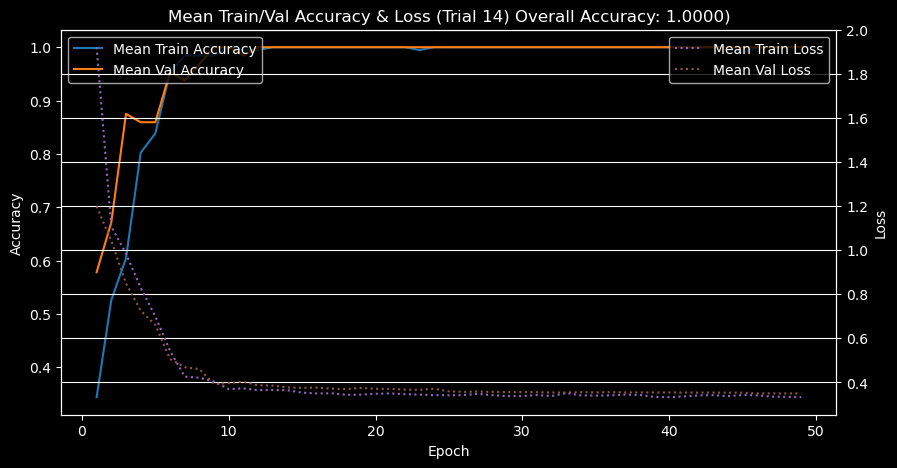 Mean Train/Val Accuracy & Loss (Trial 14) Overall Accuracy: 1.0000)
Mean Train Accuracy
Mean Val Accuracy
Mean Train Loss
Mean Val Loss
Accuracy
1.0
0.9
0.8
0.7
0.6
0.5
0.4
2.0
1.8
1.6
1.4
1.2
1.0
0.8
0.6
0.4
Loss
0 10 20 30 40 50
Epoch